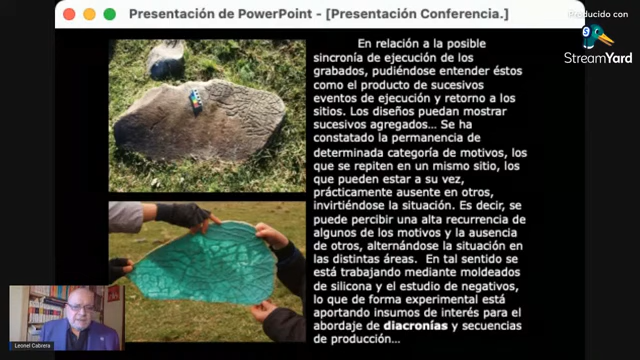 Presentación de PowerPoint - [Presentación Conferencia.]
Producido con
StreamYard
En relación a la posible
sincronía de ejecución de los
grabados, pudiéndose entender éstos
como el producto de sucesivos
eventos de ejecución y retorno a los
sitios. Los diseños puedan mostrar
sucesivos agregados... Se ha
constatado la permanencia de
determinada categoría de motivos, los
que se repiten en un mismo sitio, los
que pueden estar a su vez,
prácticamente ausente en otros,
invirtiéndose la situación. Es decir, se
puede percibir una alta recurrencia de
algunos de los motivos y la ausencia
de otros, alternándose la situación en
las distintas áreas. En tal sentido se
está trabajando mediante moldeados
de silicona y el estudio de negativos,
lo que de forma experimental está
aportando insumos de interés para el
abordaje de diacronías y secuencias
de producción...
Leonel Cabrera